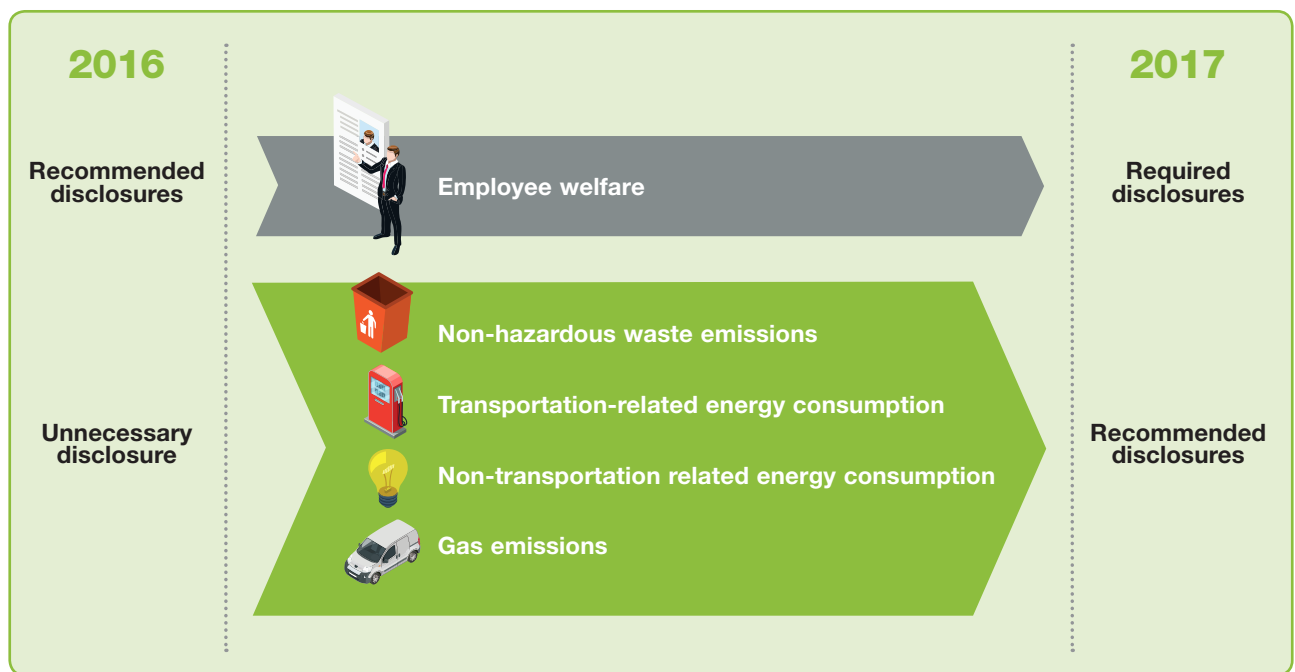 2016
2017
Recommended
disclosures
Employee welfare
Required
disclosures
Unnecessary
disclosure
Non-hazardous waste emissions
Transportation-related energy consumption
Non-transportation related energy consumption
Gas emissions
Recommended
disclosures